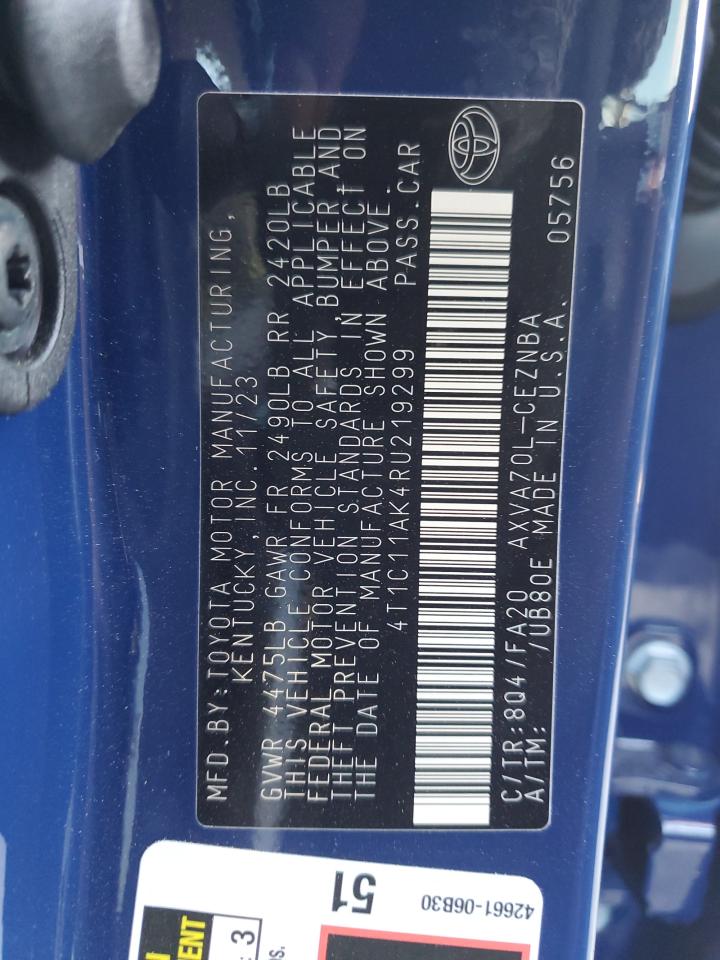 MFD.BY:TOYOTA MOTOR MANUFACTURING,
KENTUCKY,INC.11/23
GVWR 4475LB GAWR FR 2490LB RR 2420LB
THIS VEHICLE CONFORMS TO ALL APPLICABLE
FEDERAL MOTOR VEHICLE SAFETY,BUMPER,AND
THEFT PREVENTION STANDARDS IN EFFECT ON
THE DATE OF MANUFACTURE SHOWN ABOVE.
4T1C11AK4RU219299 PASS.CAR
C/TR:8Q4/FA20 AXVA70L-CEZNBA 05756
A/TM: /UB80E MADE IN U.S.A.
51
42661-06B30
3